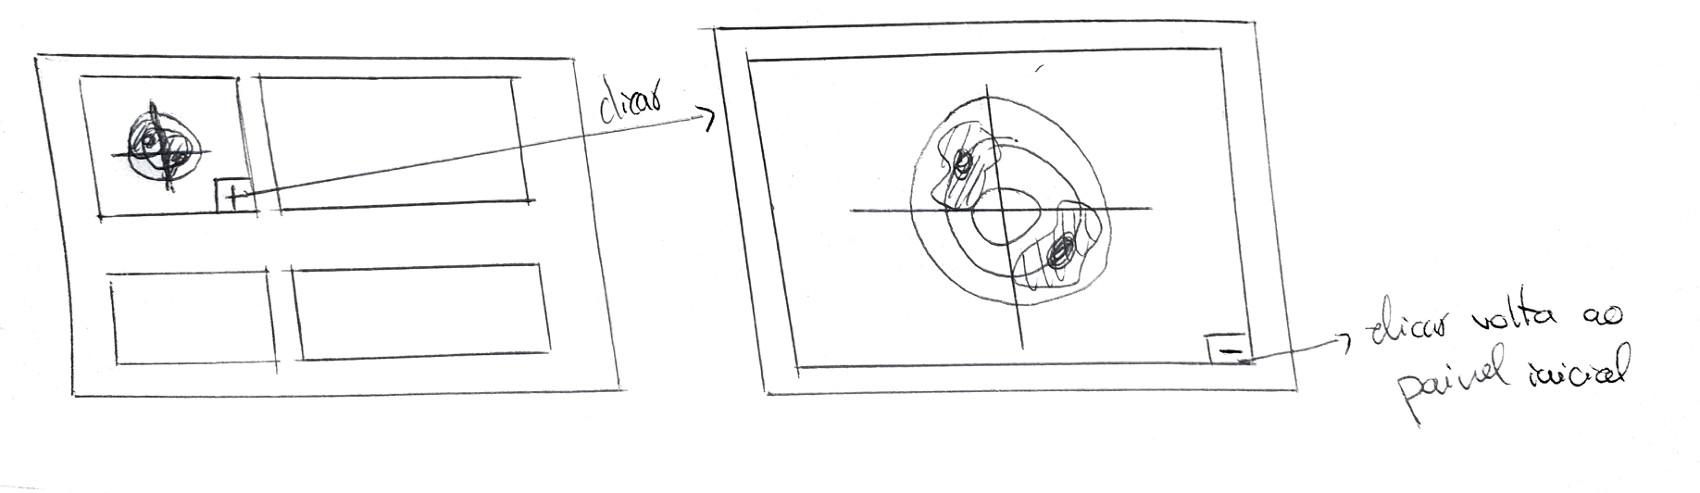 clicar
+
-
clicar volta ao
painel inicial